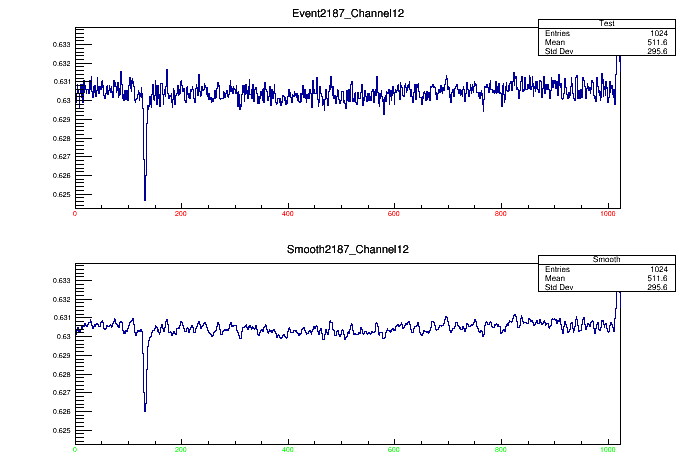 Event2187_Channel12
Test
Entries 1024
Mean 511.6
Std Dev 295.6
0.633
0.632
0.631
0.63
0.629
0.628
0.627
0.626
0.625
0 200 400 600 800 1000
Smooth2187_Channel12
Smooth
Entries 1024
Mean 511.6
Std Dev 295.6
0.633
0.632
0.631
0.63
0.629
0.628
0.627
0.626
0.625
0 200 400 600 800 1000